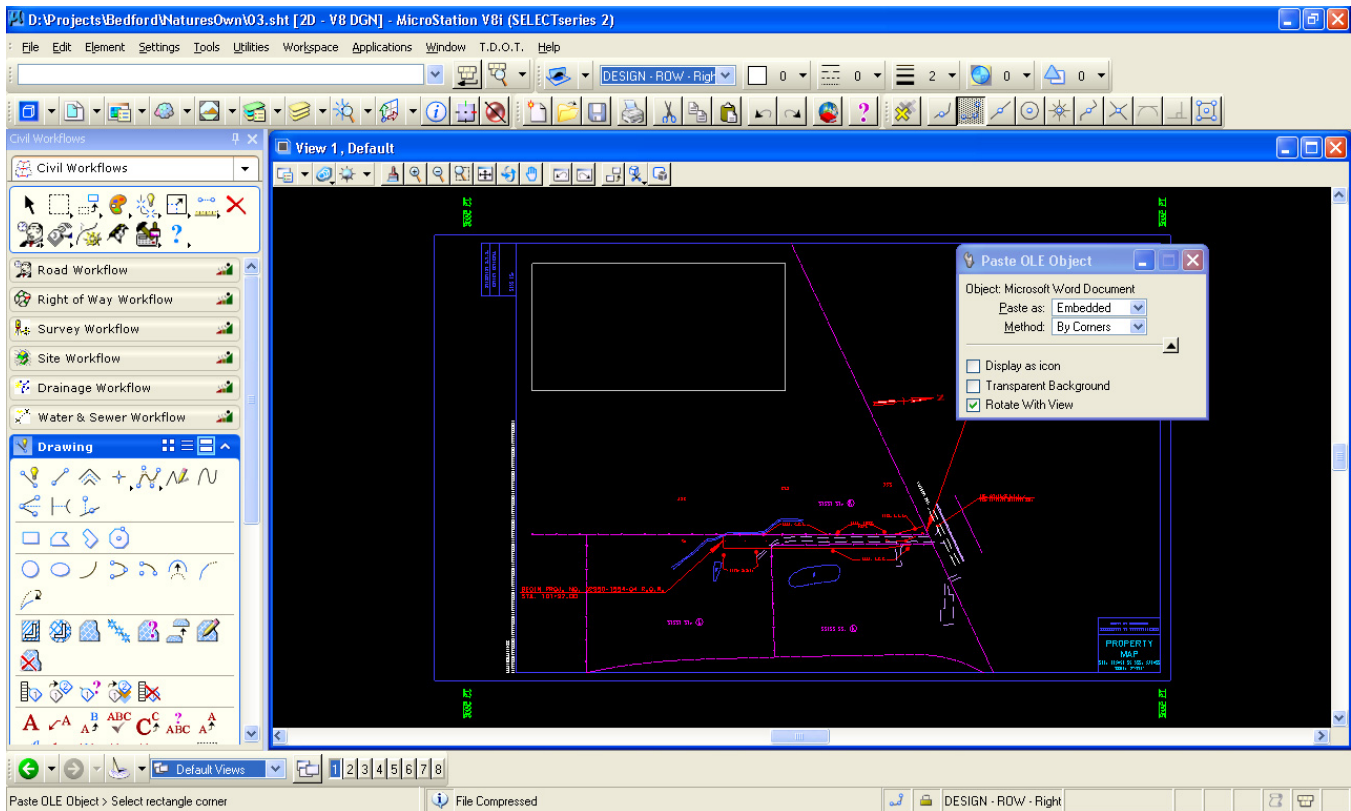 D:\Projects\Bedford\NaturesOwn\03.sht [2D - V8 DGN] - MicroStation V8i (SELECTseries 2)
File Edit Element Settings Tools Utilities Workspace Applications Window T.D.O.T. Help
DESIGN - ROW - Righ 0 0 2 0 0
Civil Workflows
Civil Workflows
Road Workflow
Right of Way Workflow
Survey Workflow
Site Workflow
Drainage Workflow
Water & Sewer Workflow
Drawing
View 1, Default
Paste OLE Object
Object: Microsoft Word Document
Paste as: Embedded
Method: By Corners
Display as icon
Transparent Background
Rotate With View
PROPERTY
MAP
Default Views
1 2 3 4 5 6 7 8
Paste OLE Object > Select rectangle corner
File Compressed
DESIGN - ROW - Right